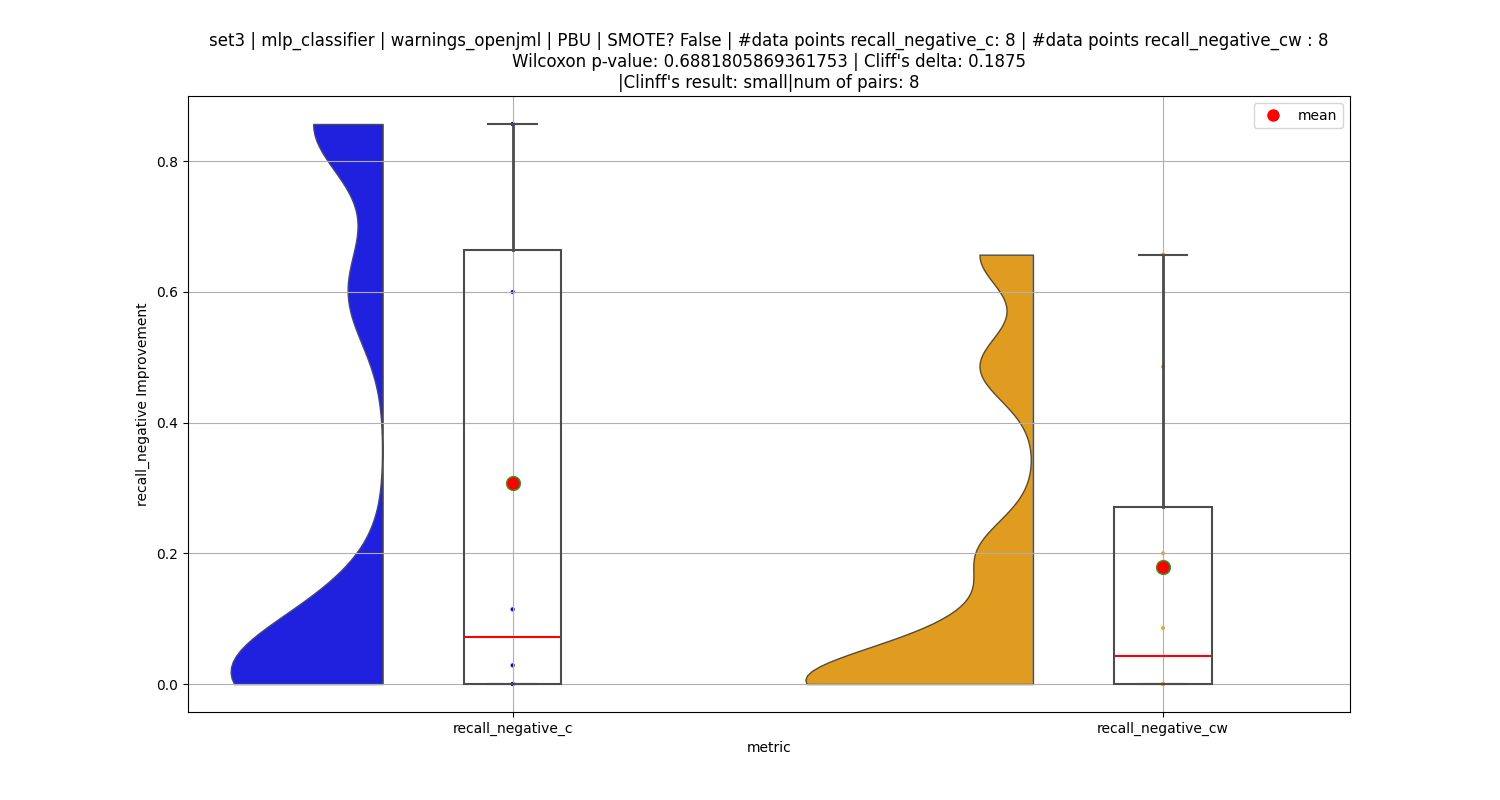 set3 | mlp_classifier | warnings_openjml | PBU | SMOTE? False | #data points recall_negative_c: 8 | #data points recall_negative_cw : 8
Wilcoxon p-value: 0.6881805869361753 | Cliff's delta: 0.1875
|Clinff's result: small|num of pairs: 8
mean
recall_negative Improvement
0.8
0.6
0.4
0.2
0.0
recall_negative_c
recall_negative_cw
metric